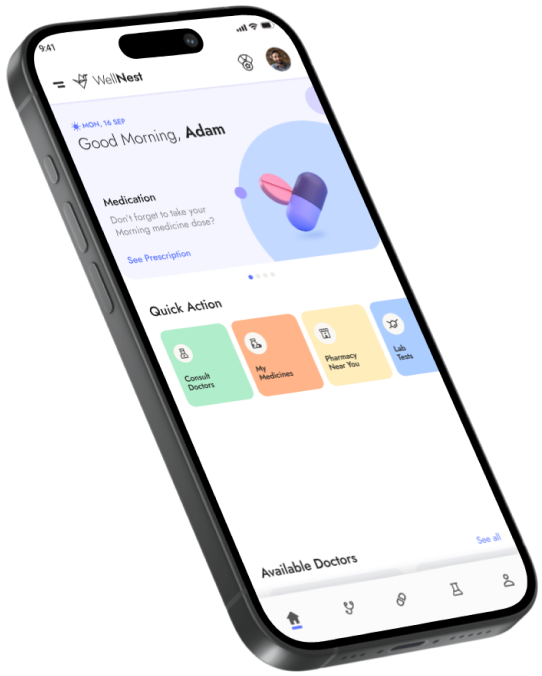 9:41
WellNest
MON, 16 SEP
Good Morning, Adam
Medication
Don't forget to take your
Morning medicine dose?
See Prescription
Quick Action
Consult
Doctors
My
Medicines
Pharmacy
Near You
Lab
Tests
Available Doctors
See all